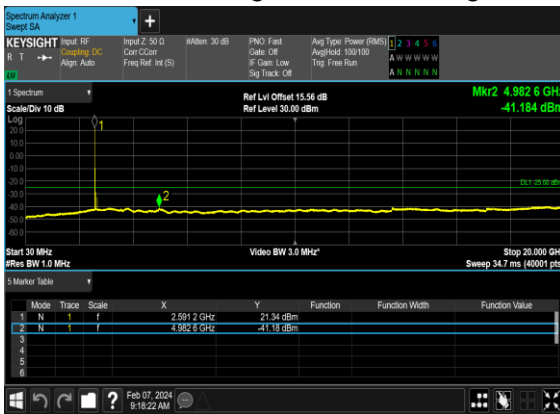 Spectrum Analyzer 1
Swept SA
KEYSIGHT Input: RF Input Z: 50 Ω #Atten: 30 dB PNO: Fast Avg Type: Power (RMS) 1 2 3 4 5 6
R T Coupling: DC Corr CCorr Gate: Off Avg|Hold: 100/100 A W W W W W
Align: Auto Freq Ref: Int (S) IF Gain: Low Trig: Free Run
LV Sig Track: Off A N N N N N
1 Spectrum Ref Lvl Offset 15.56 dB Mkr2 4.982 6 GHz
Scale/Div 10 dB Ref Level 30.00 dBm -41.184 dBm
Log
20.0
10.0
0.00
-10.0
-20.0
-30.0
-40.0
-50.0
-60.0
1
2
DL1 -25.00 dBm
Start 30 MHz Video BW 3.0 MHz* Stop 20.000 GHz
#Res BW 1.0 MHz Sweep 34.7 ms (40001 pts)
5 Marker Table
Mode Trace Scale X Y Function Function Width Function Value
1 N 1 f 2.591 2 GHz 21.34 dBm
2 N 1 f 4.982 6 GHz -41.18 dBm
3
4
5
6
? Feb 07, 2024
9:18:22 AM